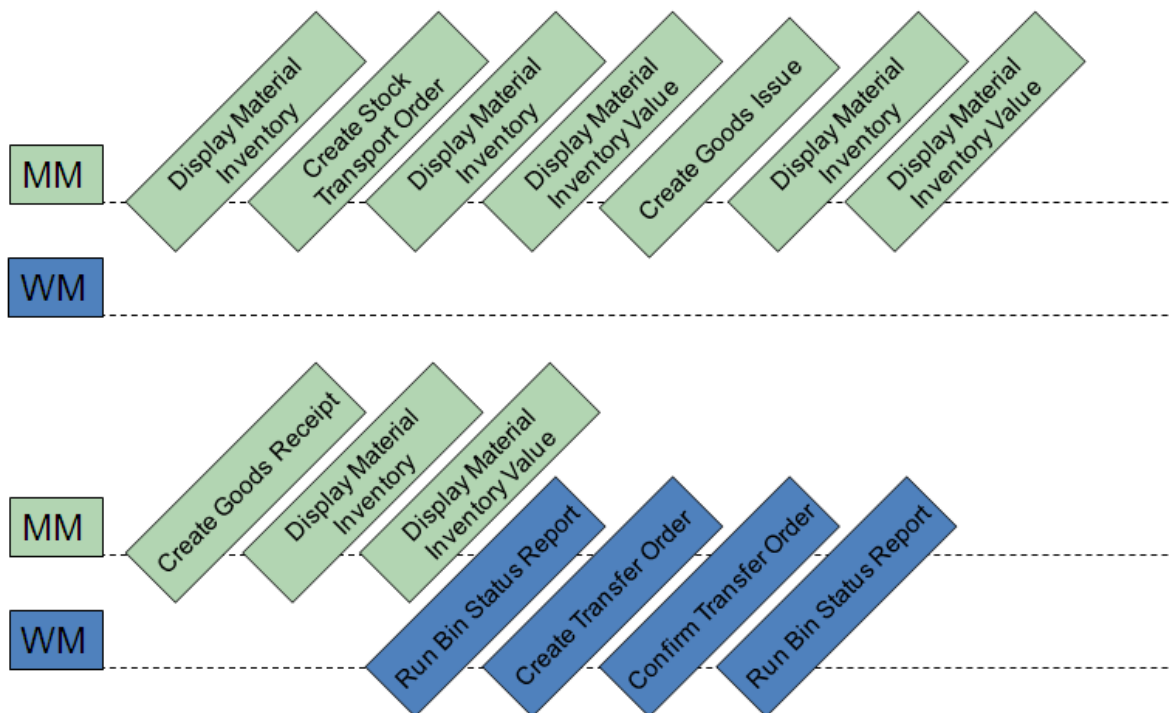 MM
Display Material
Inventory
Create Stock
Transport Order
Display Material
Inventory
Display Material
Inventory Value
Create Goods Issue
Display Material
Inventory
Display Material
Inventory Value
WM
MM
Create Goods Receipt
Display Material
Inventory
Display Material
Inventory Value
WM
Run Bin Status Report
Create Transfer Order
Confirm Transfer Order
Run Bin Status Report